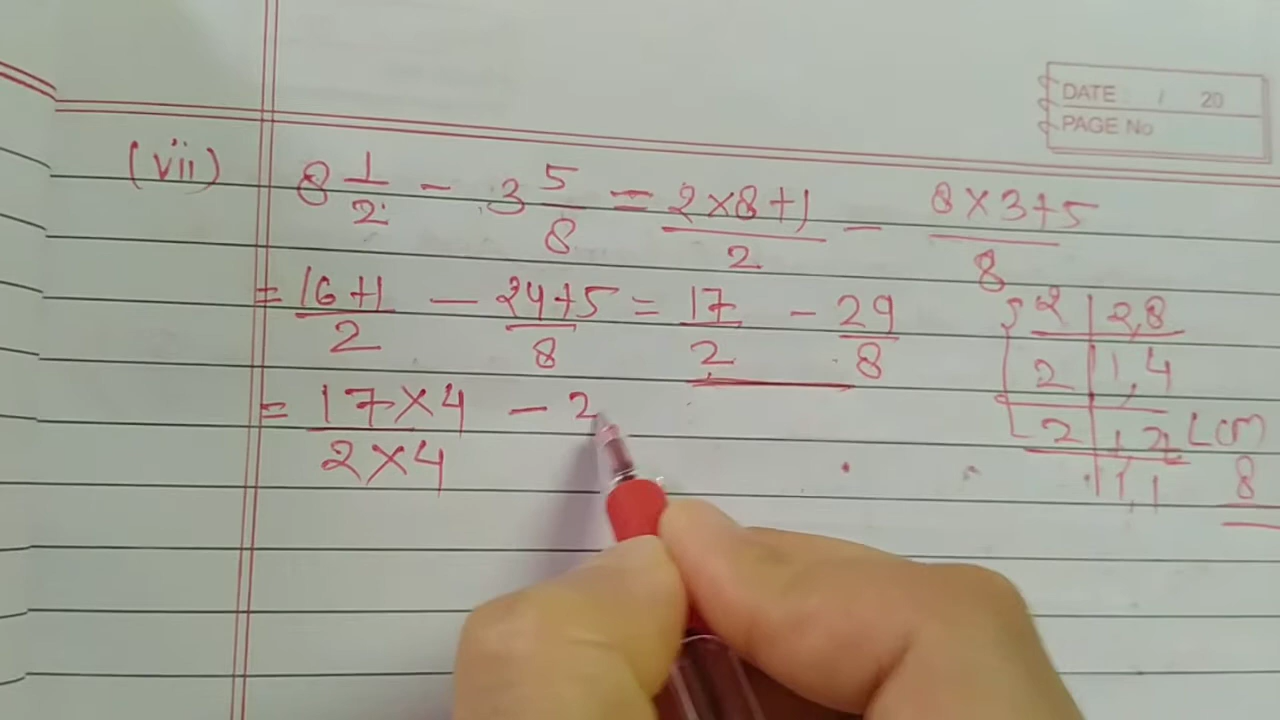 DATE / 20
PAGE No
(vii) 8 1/2 - 3 5/8 = 2×8+1/2 - 8×3+5/8
= 16+1/2 - 24+5/8 = 17/2 - 29/8
= 17×4/2×4 - 2
2 | 2,8
2 | 1,4
2 | 1,2 LCM
1,1 8